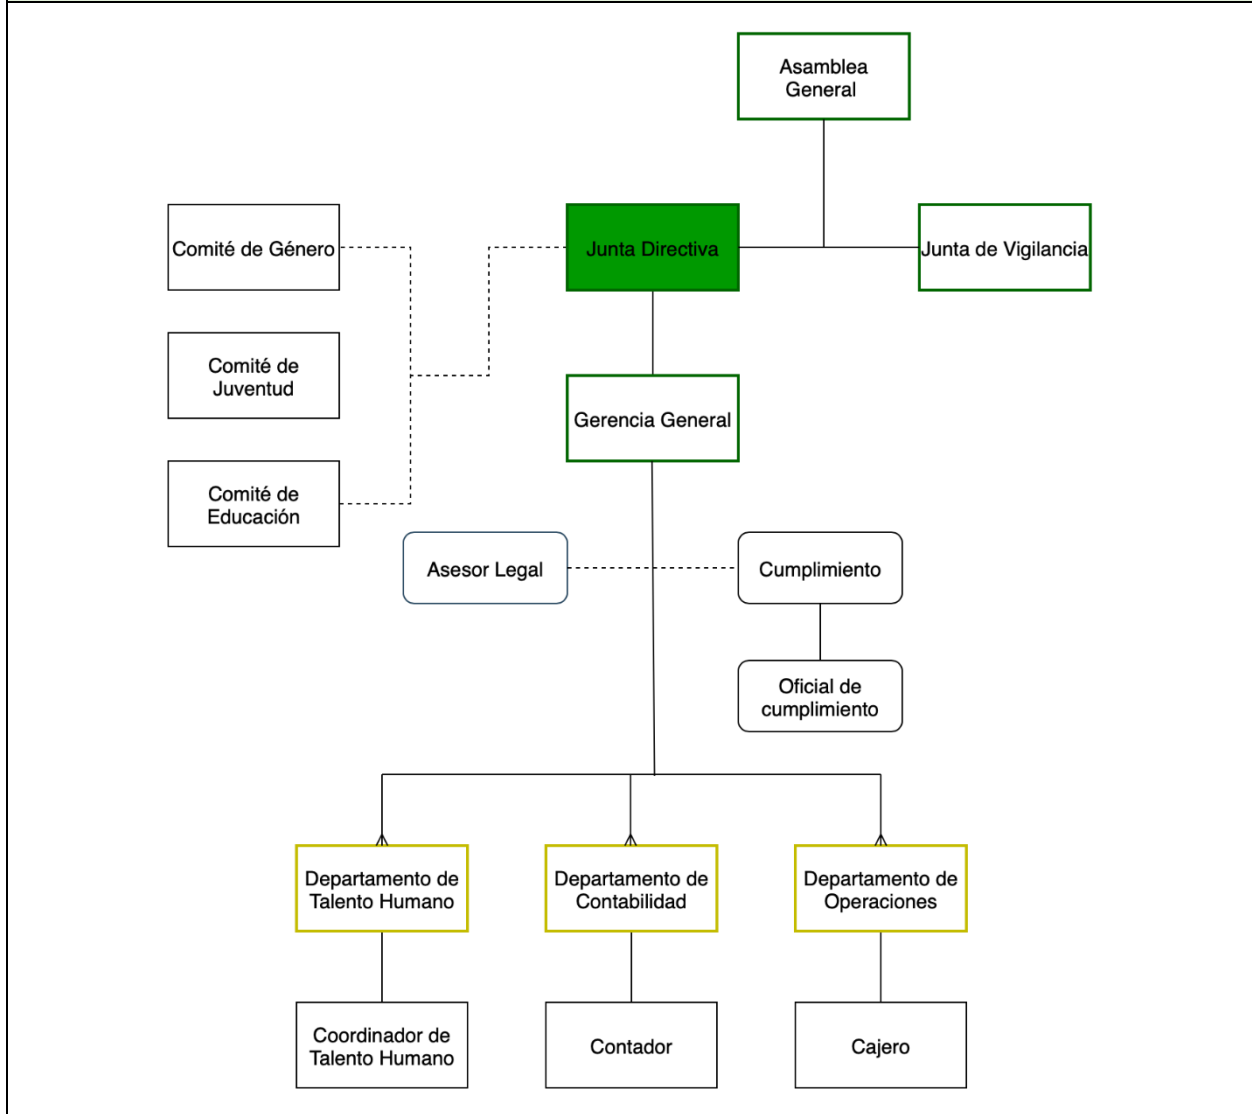 Asamblea
General
Comité de Género
Junta Directiva
Junta de Vigilancia
Comité de
Juventud
Gerencia General
Comité de
Educación
Asesor Legal
Cumplimiento
Oficial de
cumplimiento
Departamento de
Talento Humano
Departamento de
Contabilidad
Departamento de
Operaciones
Coordinador de
Talento Humano
Contador
Cajero